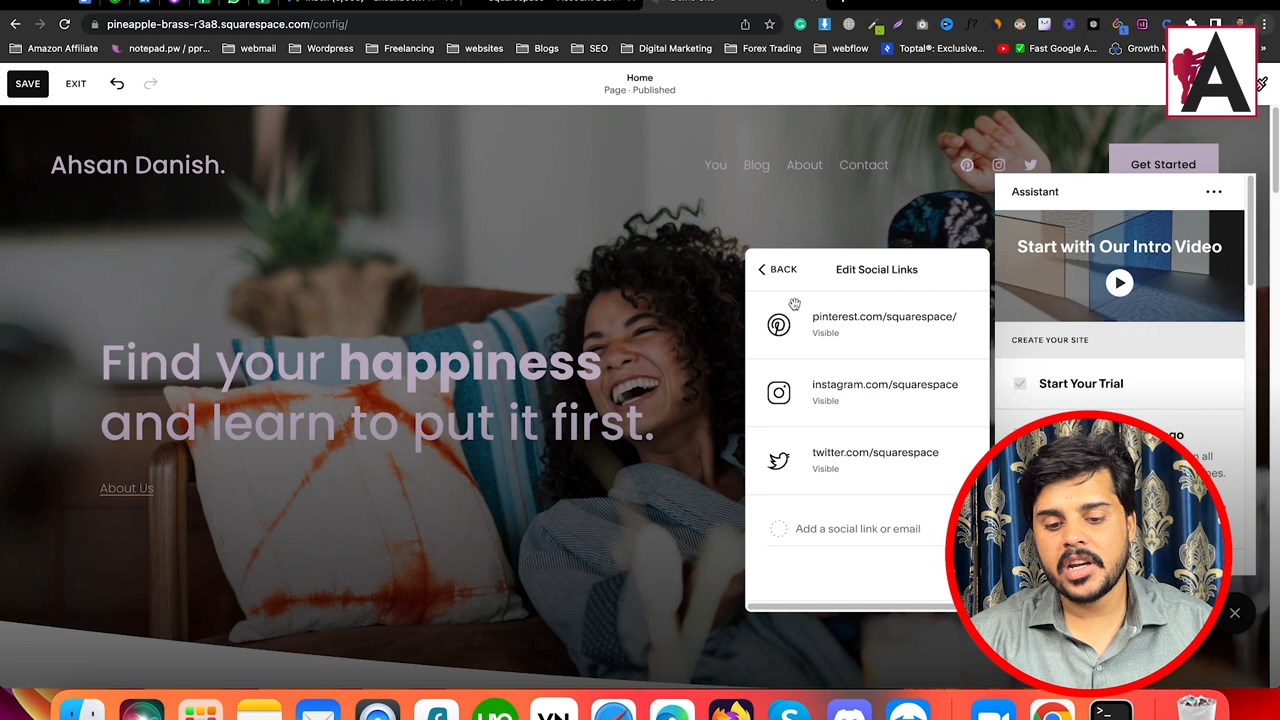 pineapple-brass-r3a8.squarespace.com/config/
Amazon Affiliate
notepad.pw / ppr...
webmail
Wordpress
Freelancing
websites
Blogs
SEO
Digital Marketing
Forex Trading
webflow
Toptal®: Exclusive...
Fast Google A...
Growth
»
A
SAVE
EXIT
Home
Page · Published
Ahsan Danish.
You
Blog
About
Contact
Get Started
Assistant
Start with Our Intro Video
CREATE YOUR SITE
Start Your Trial
BACK
Edit Social Links
pinterest.com/squarespace/
Visible
instagram.com/squarespace
Visible
twitter.com/squarespace
Visible
Add a social link or email
Find your happiness
and learn to put it first.
About Us